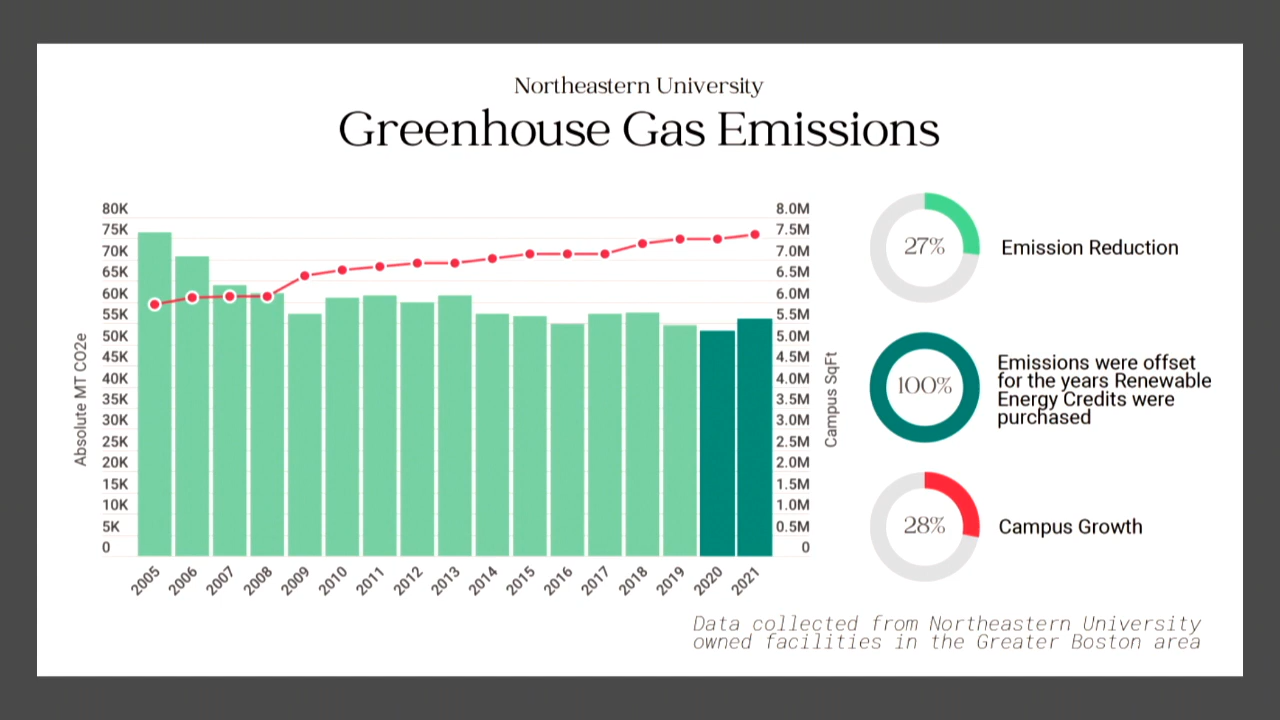 Northeastern University
Greenhouse Gas Emissions
80K
75K
70K
65K
60K
55K
50K
45K
40K
35K
30K
25K
20K
15K
10K
5K
0
Absolute MT CO2e
8.0M
7.5M
7.0M
6.5M
6.0M
5.5M
5.0M
4.5M
4.0M
3.5M
3.0M
2.5M
2.0M
1.5M
1.0M
0.5M
0
Campus SqFt
2005
2006
2007
2008
2009
2010
2011
2012
2013
2014
2015
2016
2017
2018
2019
2020
2021
27%
Emission Reduction
100%
Emissions were offset
for the years Renewable
Energy Credits were
purchased
28%
Campus Growth
Data collected from Northeastern University
owned facilities in the Greater Boston area